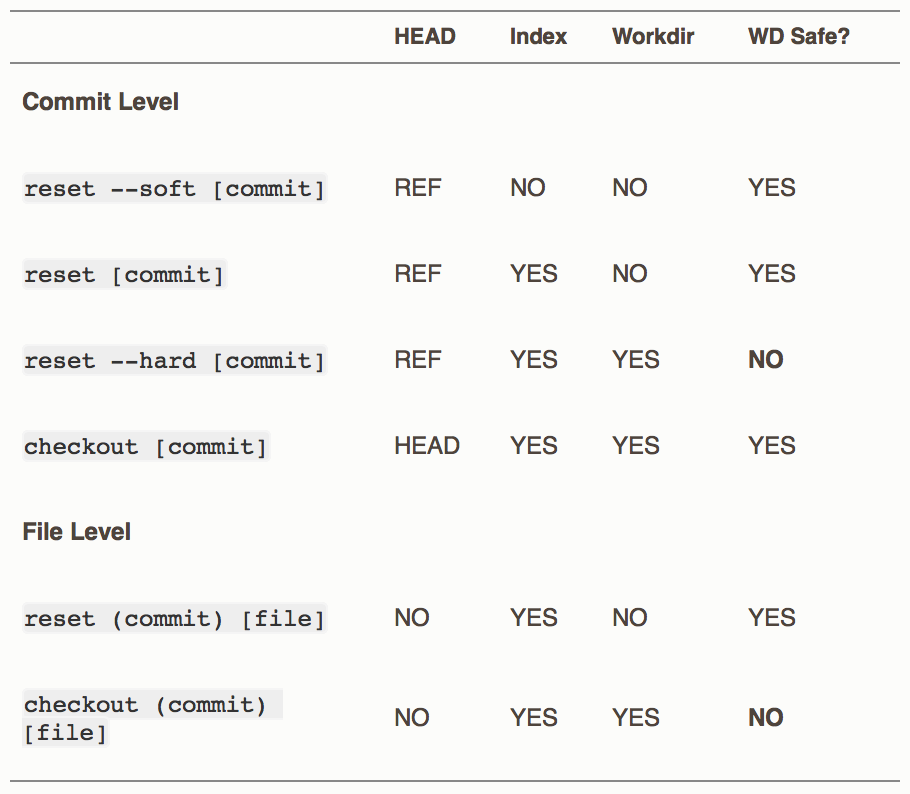 HEAD Index Workdir WD Safe?
Commit Level
reset --soft [commit] REF NO NO YES
reset [commit] REF YES NO YES
reset --hard [commit] REF YES YES NO
checkout [commit] HEAD YES YES YES
File Level
reset (commit) [file] NO YES NO YES
checkout (commit)
[file] NO YES YES NO